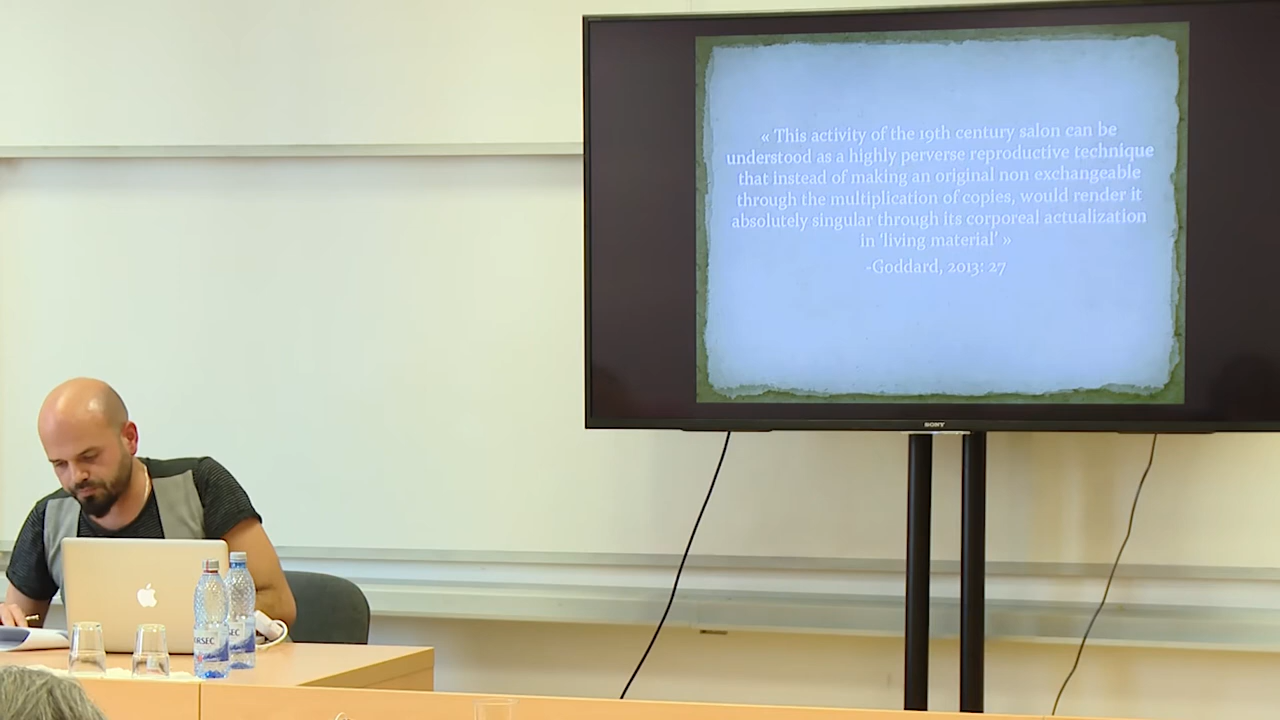 « This activity of the 19th century salon can be
understood as a highly perverse reproductive technique
that instead of making an original non exchangeable
through the multiplication of copies, would render it
absolutely singular through its corporeal actualization
in 'living material' »
-Goddard, 2013: 27
SONY